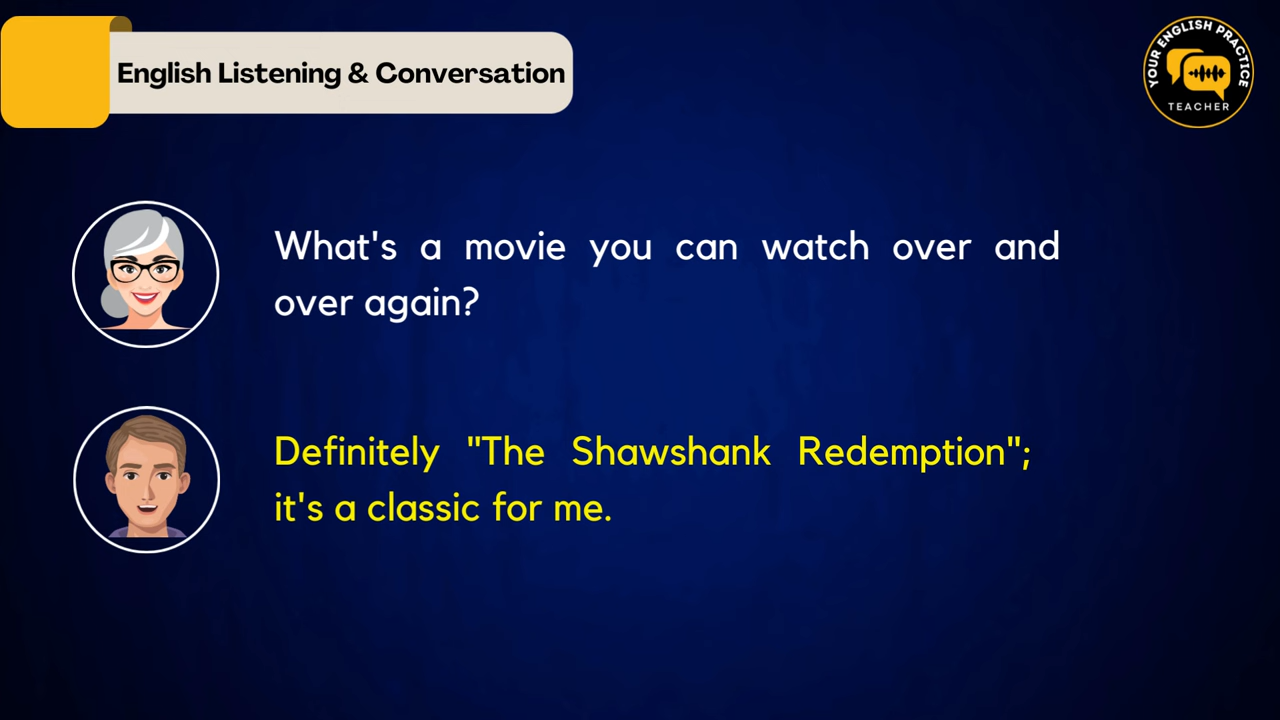 English Listening & Conversation
YOUR ENGLISH PRACTICE
TEACHER
What's a movie you can watch over and
over again?
Definitely "The Shawshank Redemption";
it's a classic for me.